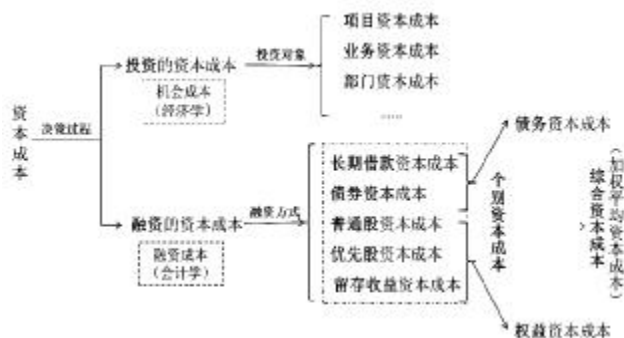 资本成本
决策过程
投资的资本成本
机会成本
（经济学）
投资对象
项目资本成本
业务资本成本
部门资本成本
……
融资的资本成本
融资成本
（会计学）
融资方式
长期借款资本成本
债券资本成本
普通股资本成本
优先股资本成本
留存收益资本成本
个别资本成本
债务资本成本
权益资本成本
综合资本成本
（加权平均资本成本）